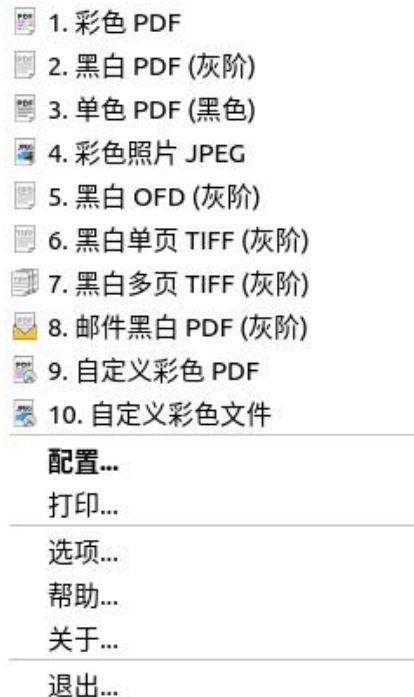 1. 彩色 PDF
2. 黑白 PDF (灰阶)
3. 单色 PDF (黑色)
4. 彩色照片 JPEG
5. 黑白 OFD (灰阶)
6. 黑白单页 TIFF (灰阶)
7. 黑白多页 TIFF (灰阶)
8. 邮件黑白 PDF (灰阶)
9. 自定义彩色 PDF
10. 自定义彩色文件
配置...
打印...
选项...
帮助...
关于...
退出...